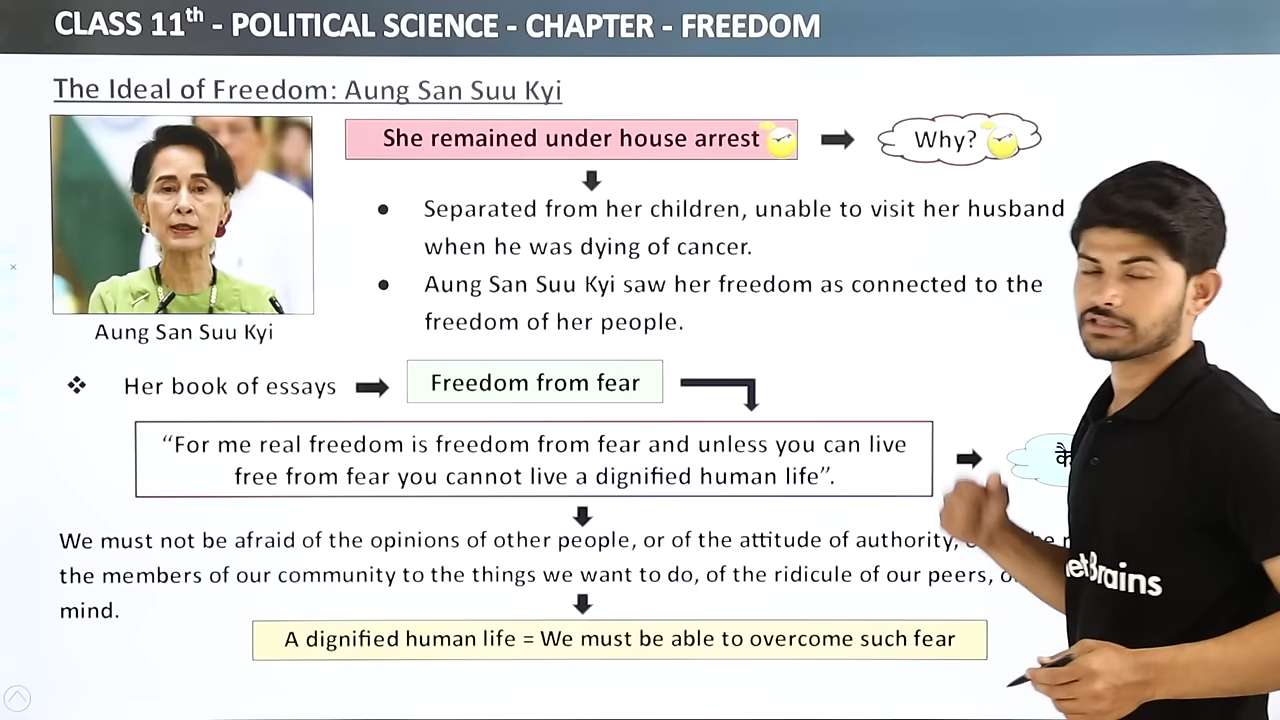 CLASS 11th - POLITICAL SCIENCE - CHAPTER - FREEDOM
The Ideal of Freedom: Aung San Suu Kyi
She remained under house arrest
Why?
• Separated from her children, unable to visit her husband
when he was dying of cancer.
• Aung San Suu Kyi saw her freedom as connected to the
freedom of her people.
Aung San Suu Kyi
❖ Her book of essays
Freedom from fear
“For me real freedom is freedom from fear and unless you can live
free from fear you cannot live a dignified human life”.
We must not be afraid of the opinions of other people, or of the attitude of authority,
the members of our community to the things we want to do, of the ridicule of our peers,
mind.
A dignified human life = We must be able to overcome such fear